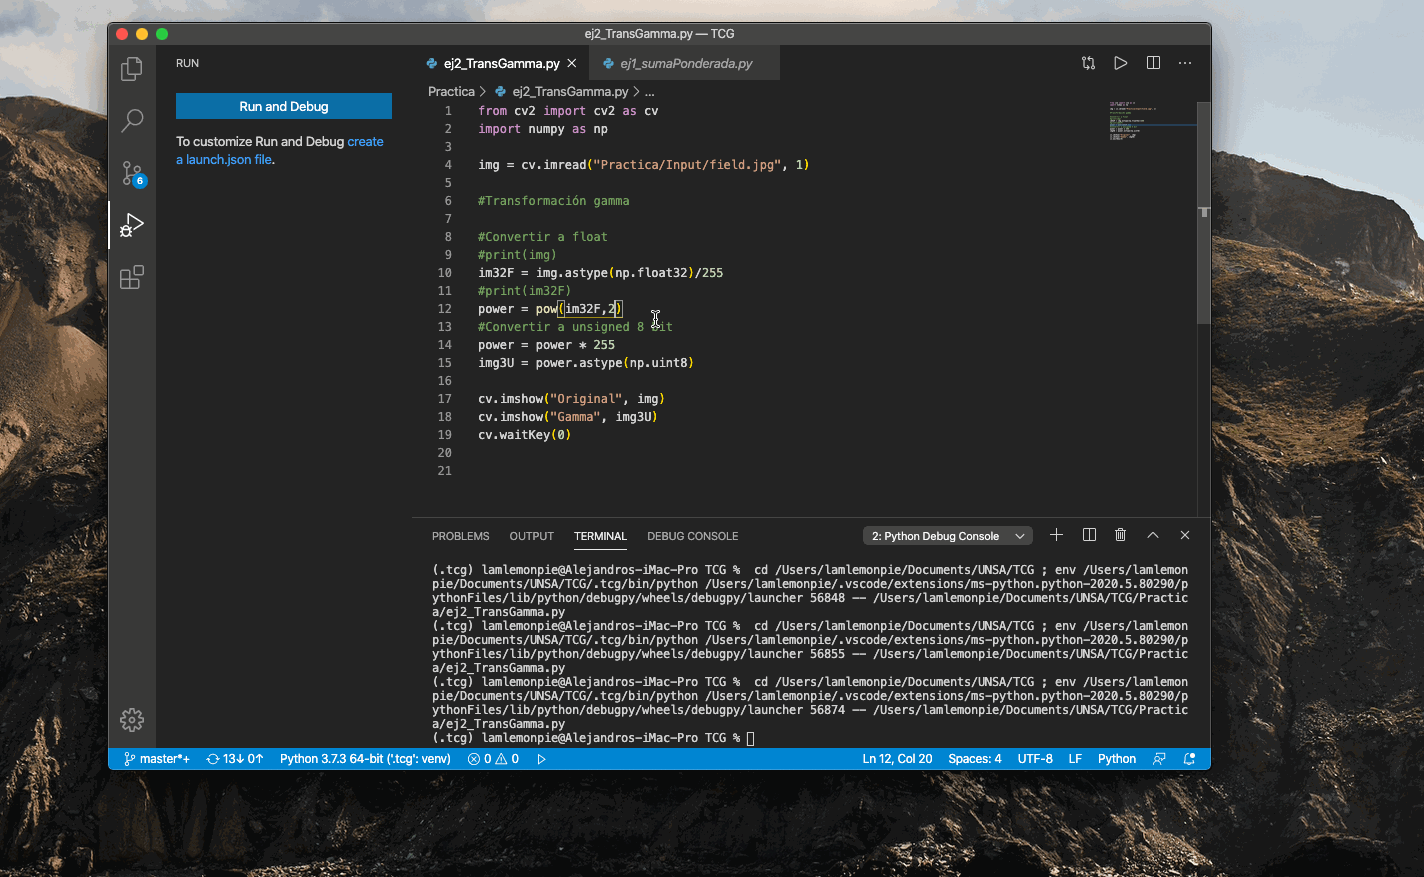 ej2_TransGamma.py — TCG
RUN
ej2_TransGamma.py
ej1_sumaPonderada.py
Run and Debug
To customize Run and Debug create
a launch.json file.
6
Practica > ej2_TransGamma.py > ...
1 from cv2 import cv2 as cv
2 import numpy as np
3
4 img = cv.imread("Practica/Input/field.jpg", 1)
5
6 #Transformación gamma
7
8 #Convertir a float
9 #print(img)
10 im32F = img.astype(np.float32)/255
11 #print(im32F)
12 power = pow(im32F,2)
13 #Convertir a unsigned 8 bit
14 power = power * 255
15 img3U = power.astype(np.uint8)
16
17 cv.imshow("Original", img)
18 cv.imshow("Gamma", img3U)
19 cv.waitKey(0)
20
21
PROBLEMS OUTPUT TERMINAL DEBUG CONSOLE 2: Python Debug Console
(.tcg) lamlemonpie@Alejandros-iMac-Pro TCG %  cd /Users/lamlemonpie/Documents/UNSA/TCG ; env /Users/lamlemon
pie/Documents/UNSA/TCG/.tcg/bin/python /Users/lamlemonpie/.vscode/extensions/ms-python.python-2020.5.80290/p
ythonFiles/lib/python/debugpy/wheels/debugpy/launcher 56848 -- /Users/lamlemonpie/Documents/UNSA/TCG/Practic
a/ej2_TransGamma.py
(.tcg) lamlemonpie@Alejandros-iMac-Pro TCG %  cd /Users/lamlemonpie/Documents/UNSA/TCG ; env /Users/lamlemon
pie/Documents/UNSA/TCG/.tcg/bin/python /Users/lamlemonpie/.vscode/extensions/ms-python.python-2020.5.80290/p
ythonFiles/lib/python/debugpy/wheels/debugpy/launcher 56855 -- /Users/lamlemonpie/Documents/UNSA/TCG/Practic
a/ej2_TransGamma.py
(.tcg) lamlemonpie@Alejandros-iMac-Pro TCG %  cd /Users/lamlemonpie/Documents/UNSA/TCG ; env /Users/lamlemon
pie/Documents/UNSA/TCG/.tcg/bin/python /Users/lamlemonpie/.vscode/extensions/ms-python.python-2020.5.80290/p
ythonFiles/lib/python/debugpy/wheels/debugpy/launcher 56874 -- /Users/lamlemonpie/Documents/UNSA/TCG/Practic
a/ej2_TransGamma.py
(.tcg) lamlemonpie@Alejandros-iMac-Pro TCG %
master*+ 13↓ 0↑ Python 3.7.3 64-bit ('.tcg': venv) 0 0 Ln 12, Col 20 Spaces: 4 UTF-8 LF Python